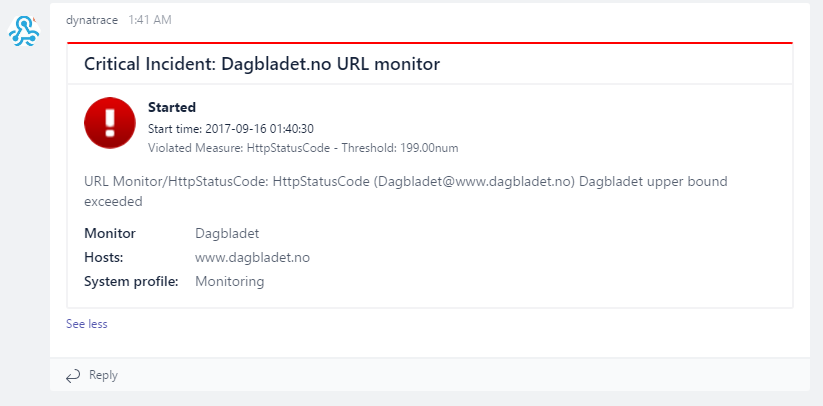 dynatrace 1:41 AM
Critical Incident: Dagbladet.no URL monitor
Started
Start time: 2017-09-16 01:40:30
Violated Measure: HttpStatusCode - Threshold: 199.00num
URL Monitor/HttpStatusCode: HttpStatusCode (Dagbladet@www.dagbladet.no) Dagbladet upper bound
exceeded
Monitor Dagbladet
Hosts: www.dagbladet.no
System profile: Monitoring
See less
Reply